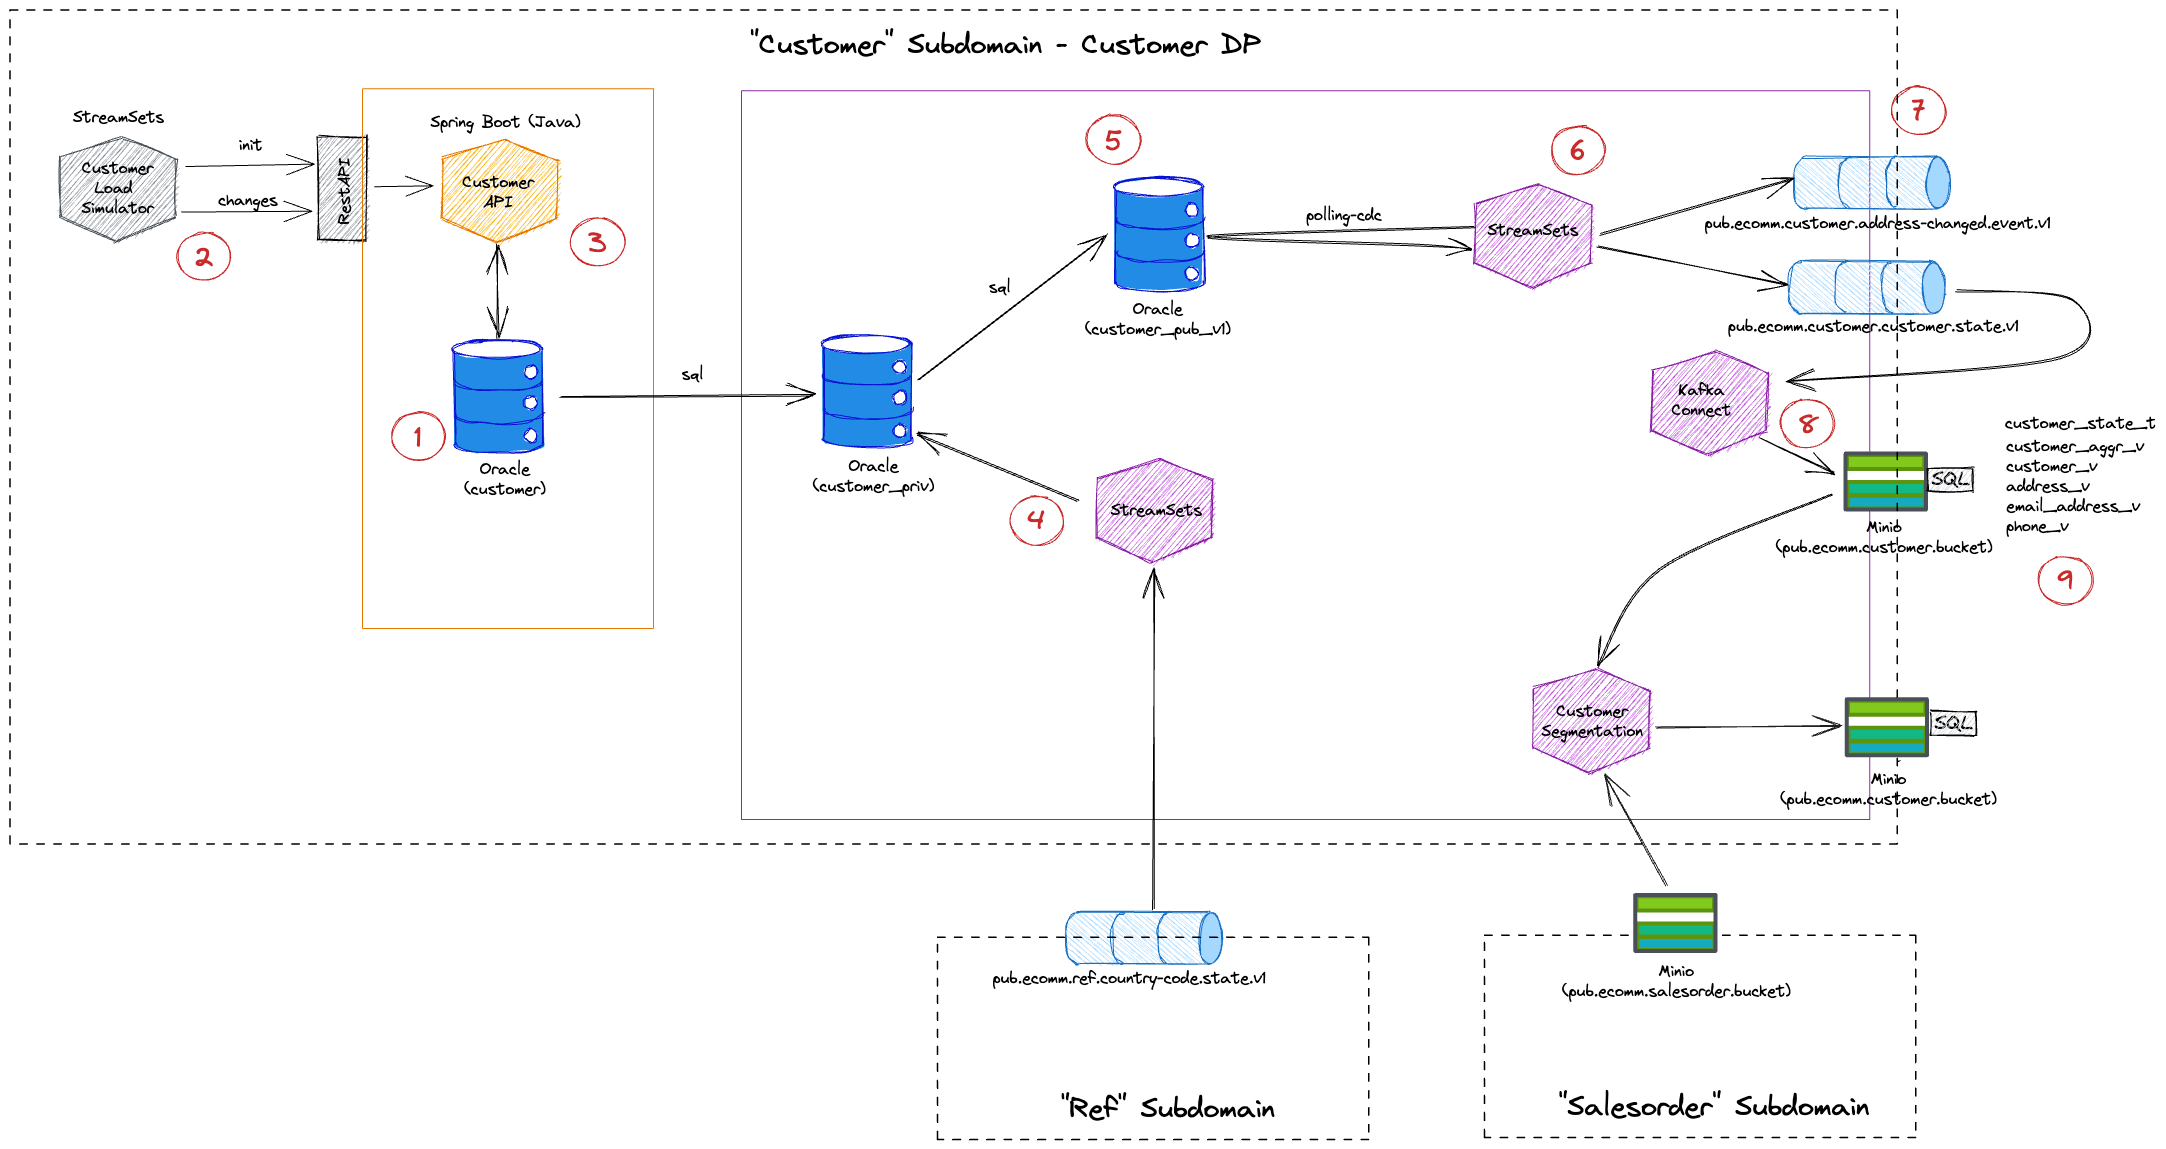 "Customer" Subdomain - Customer DP
StreamSets
Customer
Load
Simulator
init
changes
2
RestAPI
Spring Boot (Java)
Customer
API
3
1
Oracle
(customer)
sql
Oracle
(customer_priv)
sql
5
Oracle
(customer_pub_v1)
polling-cdc
6
StreamSets
7
pub.ecomm.customer.address-changed.event.v1
pub.ecomm.customer.customer.state.v1
Kafka
Connect
8
SQL
Minio
(pub.ecomm.customer.bucket)
customer_state_t
customer_aggr_v
customer_v
address_v
email_address_v
phone_v
9
4
StreamSets
Customer
Segmentation
SQL
Minio
(pub.ecomm.customer.bucket)
pub.ecomm.ref.country-code.state.v1
"Ref" Subdomain
Minio
(pub.ecomm.salesorder.bucket)
"Salesorder" Subdomain